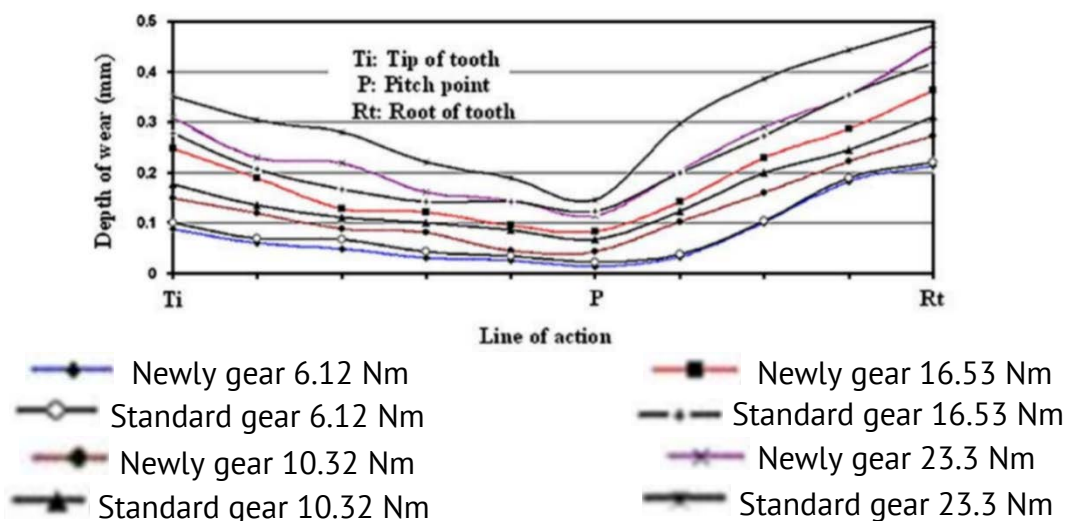 0.5
Ti: Tip of tooth
0.4
P: Pitch point
Rt: Root of tooth
0.3
0.2
0.1
0
Depth of wear (mm)
Ti P Rt
Line of action
Newly gear 6.12 Nm
Standard gear 6.12 Nm
Newly gear 10.32 Nm
Standard gear 10.32 Nm
Newly gear 16.53 Nm
Standard gear 16.53 Nm
Newly gear 23.3 Nm
Standard gear 23.3 Nm